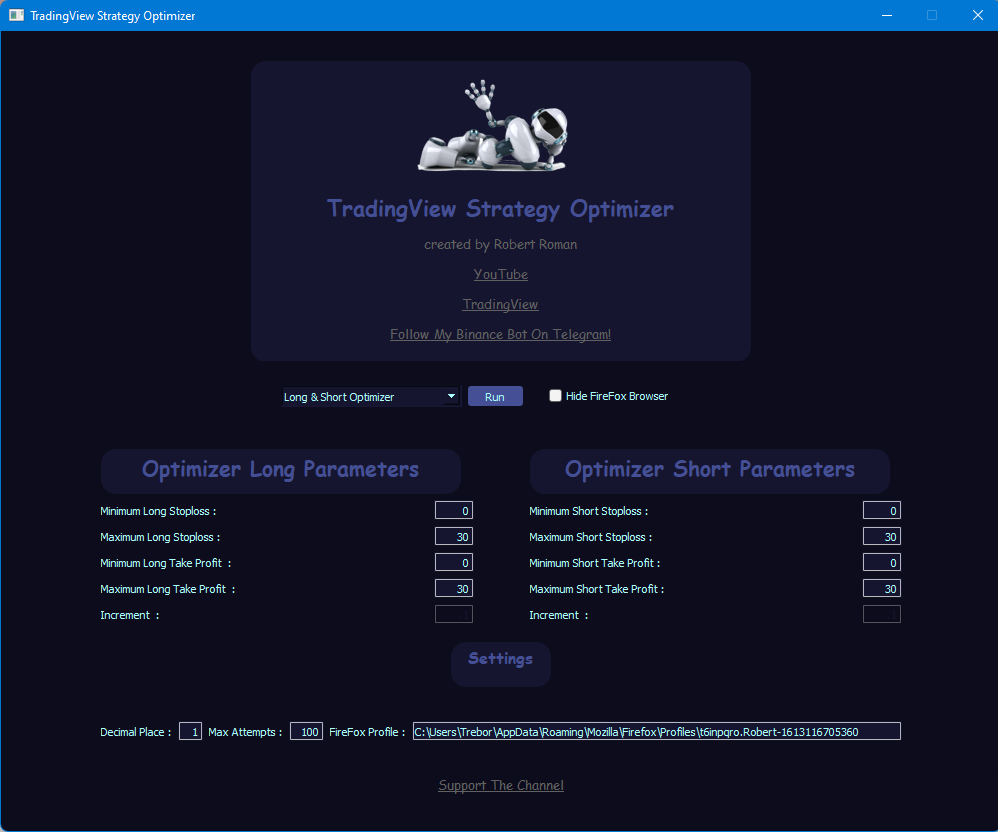 TradingView Strategy Optimizer
TradingView Strategy Optimizer
created by Robert Roman
YouTube
TradingView
Follow My Binance Bot On Telegram!
Long & Short Optimizer Run Hide FireFox Browser
Optimizer Long Parameters
Minimum Long Stoploss : 0
Maximum Long Stoploss : 30
Minimum Long Take Profit : 0
Maximum Long Take Profit : 30
Increment :
Optimizer Short Parameters
Minimum Short Stoploss : 0
Maximum Short Stoploss : 30
Minimum Short Take Profit : 0
Maximum Short Take Profit : 30
Increment :
Settings
Decimal Place : 1 Max Attempts : 100 FireFox Profile : C:\Users\Trebor\AppData\Roaming\Mozilla\Firefox\Profiles\t6inpqro.Robert-1613116705360
Support The Channel